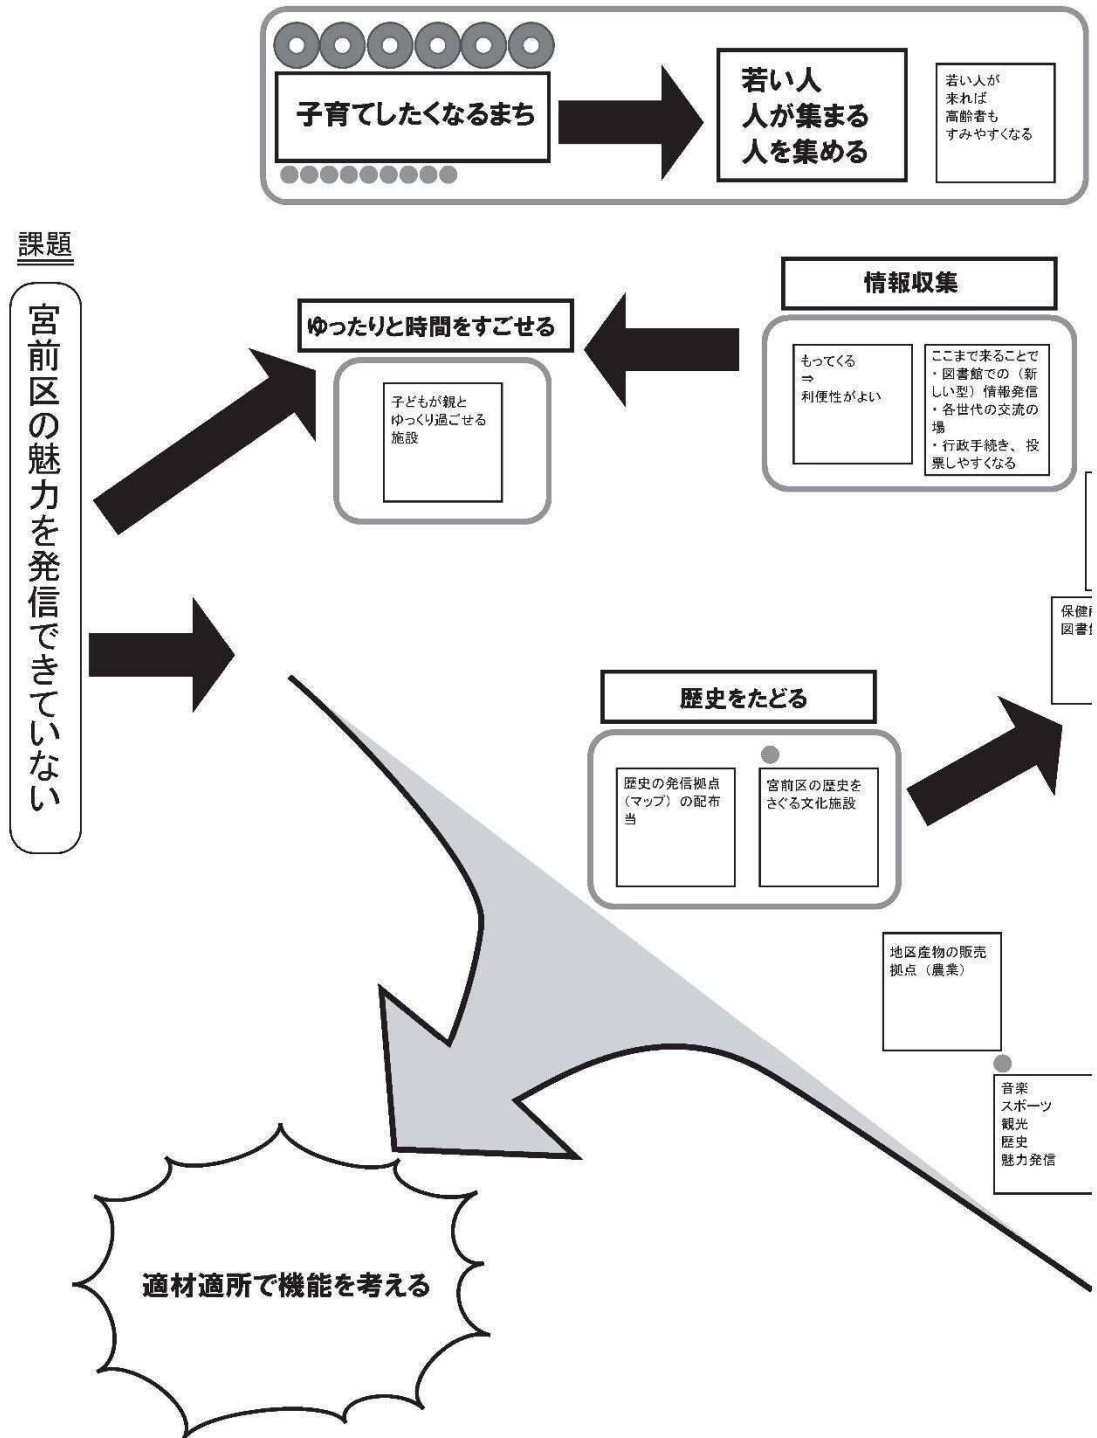 子育てしたくなるまち
若い人
人が集まる
人を集める
若い人が
来れば
高齢者も
すみやすくなる
課題
宮前区の魅力を発信できていない
ゆったりと時間をすごせる
子どもが親と
ゆっくり過ごせる
施設
情報収集
もってくる
⇒
利便性がよい
ここまで来ることで
・図書館での（新
しい型）情報発信
・各世代の交流の
場
・行政手続き、投
票しやすくなる
保健
図書
歴史をたどる
歴史の発信拠点
（マップ）の配布
当
宮前区の歴史を
さぐる文化施設
地区産物の販売
拠点（農業）
音楽
スポーツ
観光
歴史
魅力発信
適材適所で機能を考える